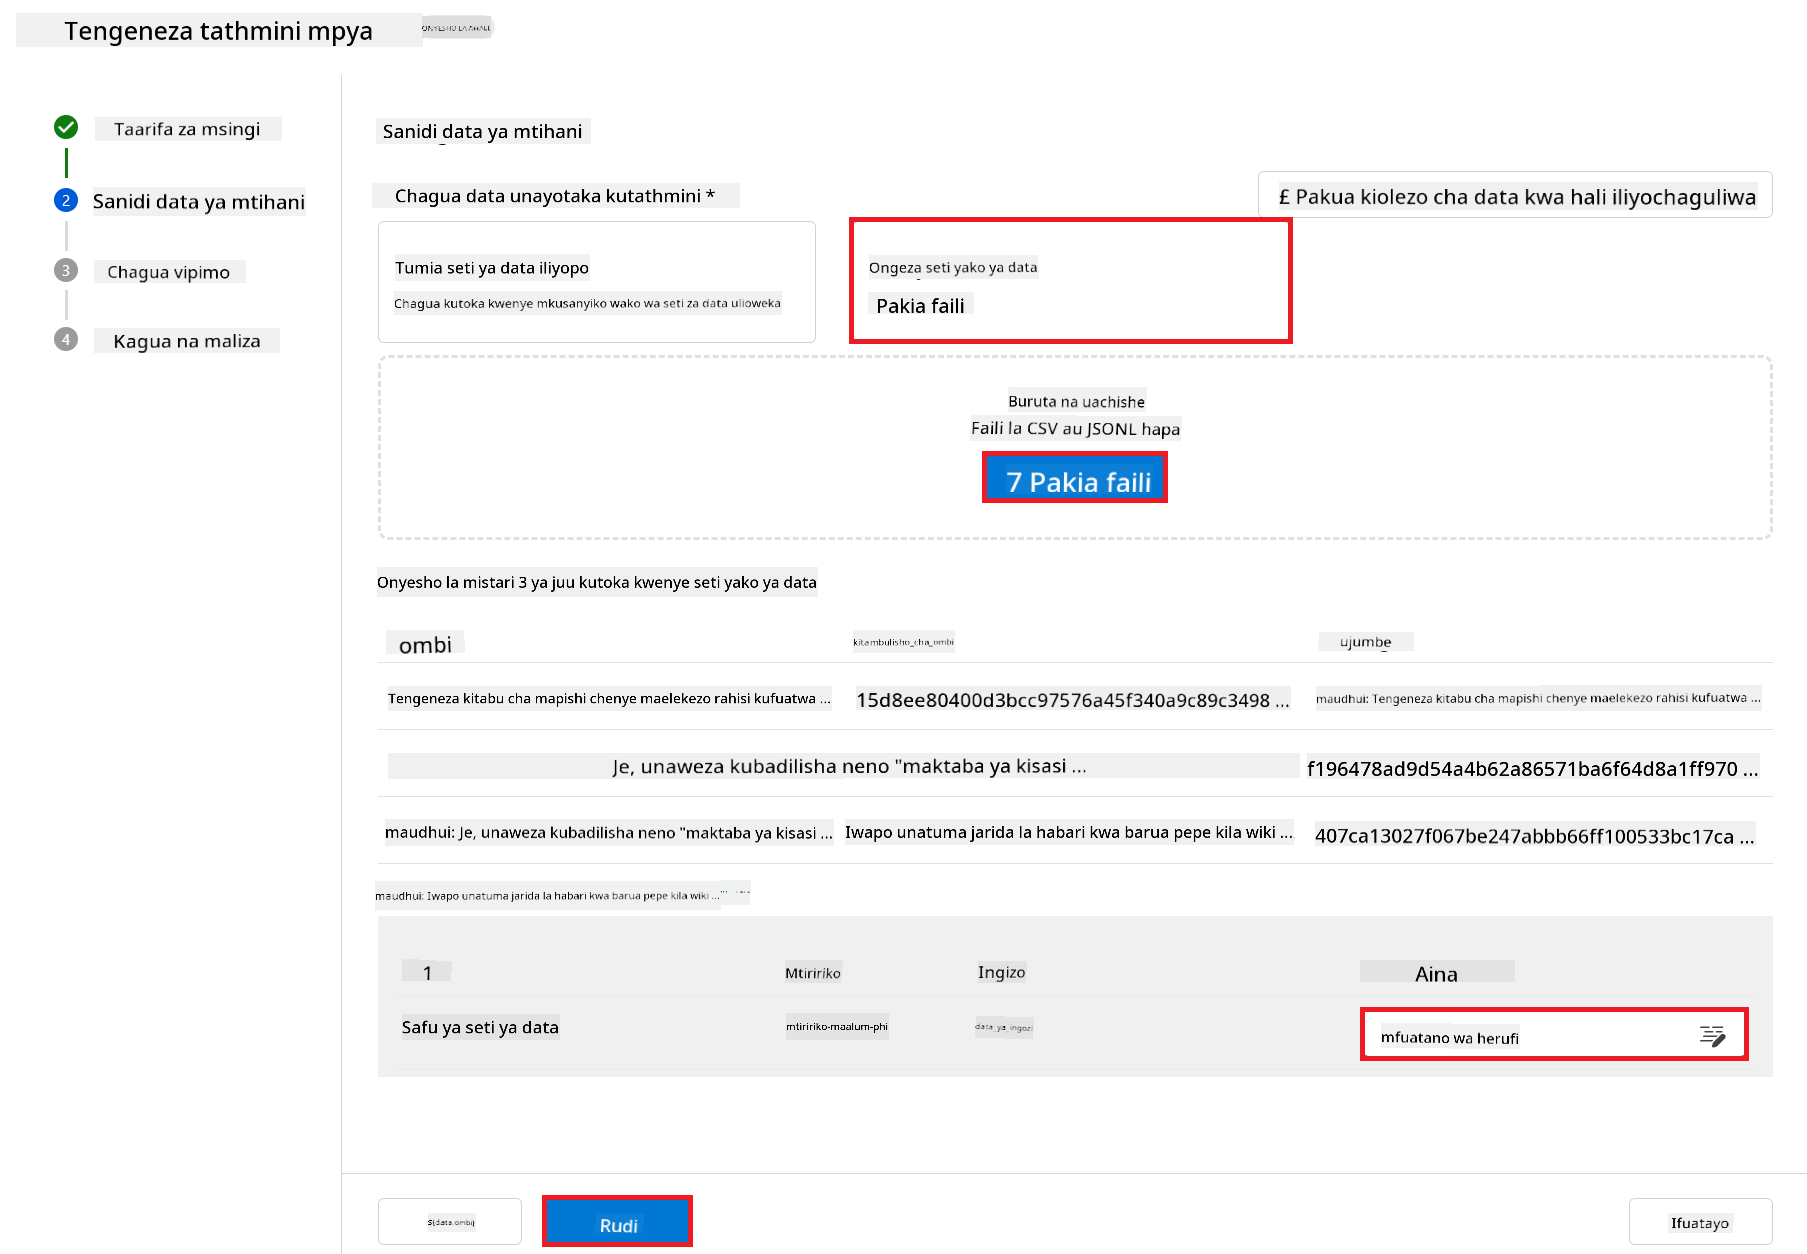 Tengeneza tathmini mpya
ONYESHO LA AWALI
Taarifa za msingi
2 Sanidi data ya mtihani
3 Chagua vipimo
4 Kagua na maliza
Sanidi data ya mtihani
Chagua data unayotaka kutathmini *
£ Pakua kiolezo cha data kwa hali iliyochaguliwa
Tumia seti ya data iliyopo
Chagua kutoka kwenye mkusanyiko wako wa seti za data ulioweka
Ongeza seti yako ya data
Pakia faili
Buruta na uachishe
Faili la CSV au JSONL hapa
7 Pakia faili
Onyesho la mistari 3 ya juu kutoka kwenye seti yako ya data
ombi kitambulisho_cha_ombi ujumbe
Tengeneza kitabu cha mapishi chenye maelekezo rahisi kufuatwa ... 15d8ee80400d3bcc97576a45f340a9c89c3498 ... maudhui: Tengeneza kitabu cha mapishi chenye maelekezo rahisi kufuatwa ...
Je, unaweza kubadilisha neno "maktaba ya kisasi ... f196478ad9d54a4b62a86571ba6f64d8a1ff970 ...
maudhui: Je, unaweza kubadilisha neno "maktaba ya kisasi ... Iwapo unatuma jarida la habari kwa barua pepe kila wiki ... 407ca13027f067be247abbb66ff100533bc17ca ...
maudhui: Iwapo unatuma jarida la habari kwa barua pepe kila wiki ...
1 Mtiririko Ingizo Aina
Safu ya seti ya data mtiririko-maalum-phi data_ya_ingozi mfuatano wa herufi
${data.ombi} Rudi Ifuatayo